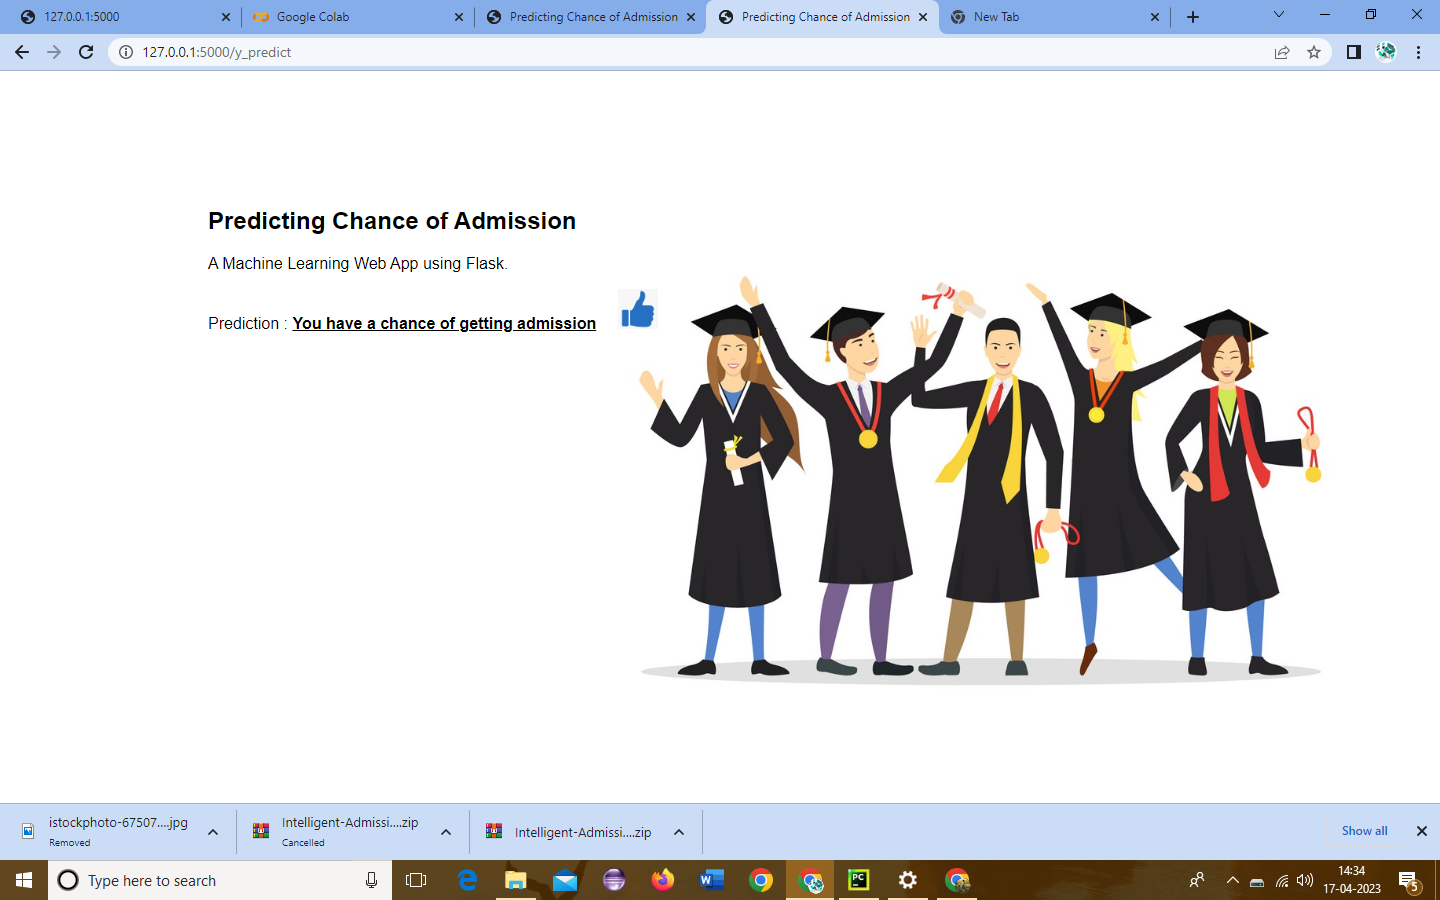 127.0.0.1:5000
Google Colab
Predicting Chance of Admission
Predicting Chance of Admission
New Tab
127.0.0.1:5000/y_predict
Predicting Chance of Admission
A Machine Learning Web App using Flask.
Prediction : You have a chance of getting admission
istockphoto-67507....jpg
Removed
Intelligent-Admissi....zip
Cancelled
Intelligent-Admissi....zip
Show all
Type here to search
PC
14:34
17-04-2023
5